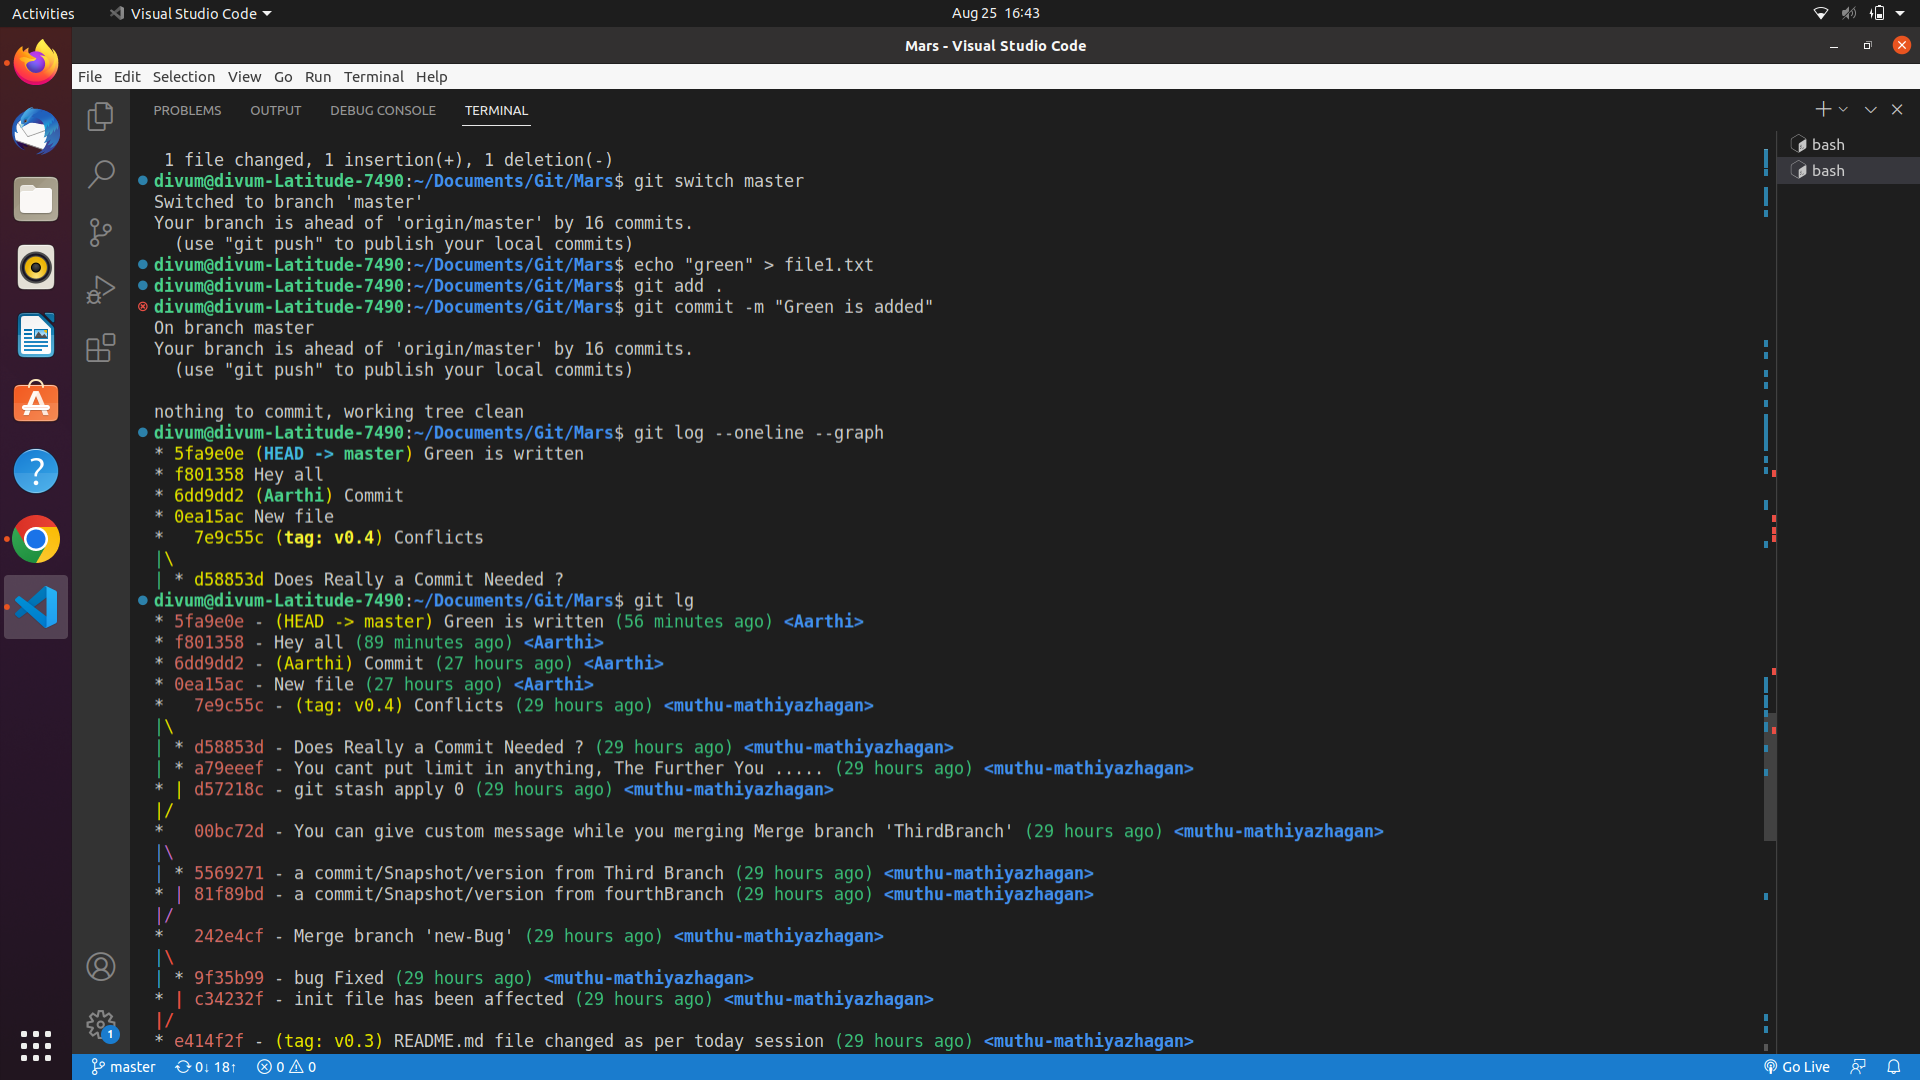 Activities
Visual Studio Code
Aug 25 16:43
Mars - Visual Studio Code
File Edit Selection View Go Run Terminal Help
PROBLEMS OUTPUT DEBUG CONSOLE TERMINAL
bash
bash
1 file changed, 1 insertion(+), 1 deletion(-)
divum@divum-Latitude-7490:~/Documents/Git/Mars$ git switch master
Switched to branch 'master'
Your branch is ahead of 'origin/master' by 16 commits.
(use "git push" to publish your local commits)
divum@divum-Latitude-7490:~/Documents/Git/Mars$ echo "green" > file1.txt
divum@divum-Latitude-7490:~/Documents/Git/Mars$ git add .
divum@divum-Latitude-7490:~/Documents/Git/Mars$ git commit -m "Green is added"
On branch master
Your branch is ahead of 'origin/master' by 16 commits.
(use "git push" to publish your local commits)
nothing to commit, working tree clean
divum@divum-Latitude-7490:~/Documents/Git/Mars$ git log --oneline --graph
* 5fa9e0e (HEAD -> master) Green is written
* f801358 Hey all
* 6dd9dd2 (Aarthi) Commit
* 0ea15ac New file
*   7e9c55c (tag: v0.4) Conflicts
|\
| * d58853d Does Really a Commit Needed ?
divum@divum-Latitude-7490:~/Documents/Git/Mars$ git lg
* 5fa9e0e - (HEAD -> master) Green is written (56 minutes ago) <Aarthi>
* f801358 - Hey all (89 minutes ago) <Aarthi>
* 6dd9dd2 - (Aarthi) Commit (27 hours ago) <Aarthi>
* 0ea15ac - New file (27 hours ago) <Aarthi>
*   7e9c55c - (tag: v0.4) Conflicts (29 hours ago) <muthu-mathiyazhagan>
|\
| * d58853d - Does Really a Commit Needed ? (29 hours ago) <muthu-mathiyazhagan>
| * a79eeef - You cant put limit in anything, The Further You ..... (29 hours ago) <muthu-mathiyazhagan>
* | d57218c - git stash apply 0 (29 hours ago) <muthu-mathiyazhagan>
|/
*   00bc72d - You can give custom message while you merging Merge branch 'ThirdBranch' (29 hours ago) <muthu-mathiyazhagan>
|\
| * 5569271 - a commit/Snapshot/version from Third Branch (29 hours ago) <muthu-mathiyazhagan>
* | 81f89bd - a commit/Snapshot/version from fourthBranch (29 hours ago) <muthu-mathiyazhagan>
|/
*   242e4cf - Merge branch 'new-Bug' (29 hours ago) <muthu-mathiyazhagan>
|\
| * 9f35b99 - bug Fixed (29 hours ago) <muthu-mathiyazhagan>
* | c34232f - init file has been affected (29 hours ago) <muthu-mathiyazhagan>
|/
* e414f2f - (tag: v0.3) README.md file changed as per today session (29 hours ago) <muthu-mathiyazhagan>
1
master 0↓ 18↑ 0 0 Go Live